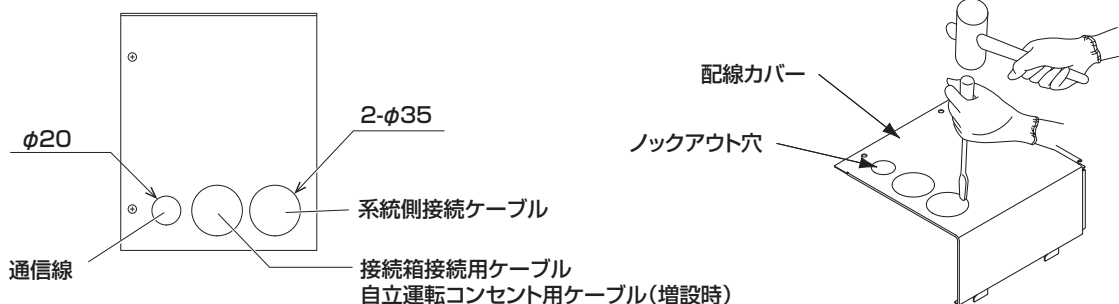 φ20
2-φ35
系統側接続ケーブル
通信線
接続箱接続用ケーブル
自立運転コンセント用ケーブル(増設時)
配線カバー
ノックアウト穴